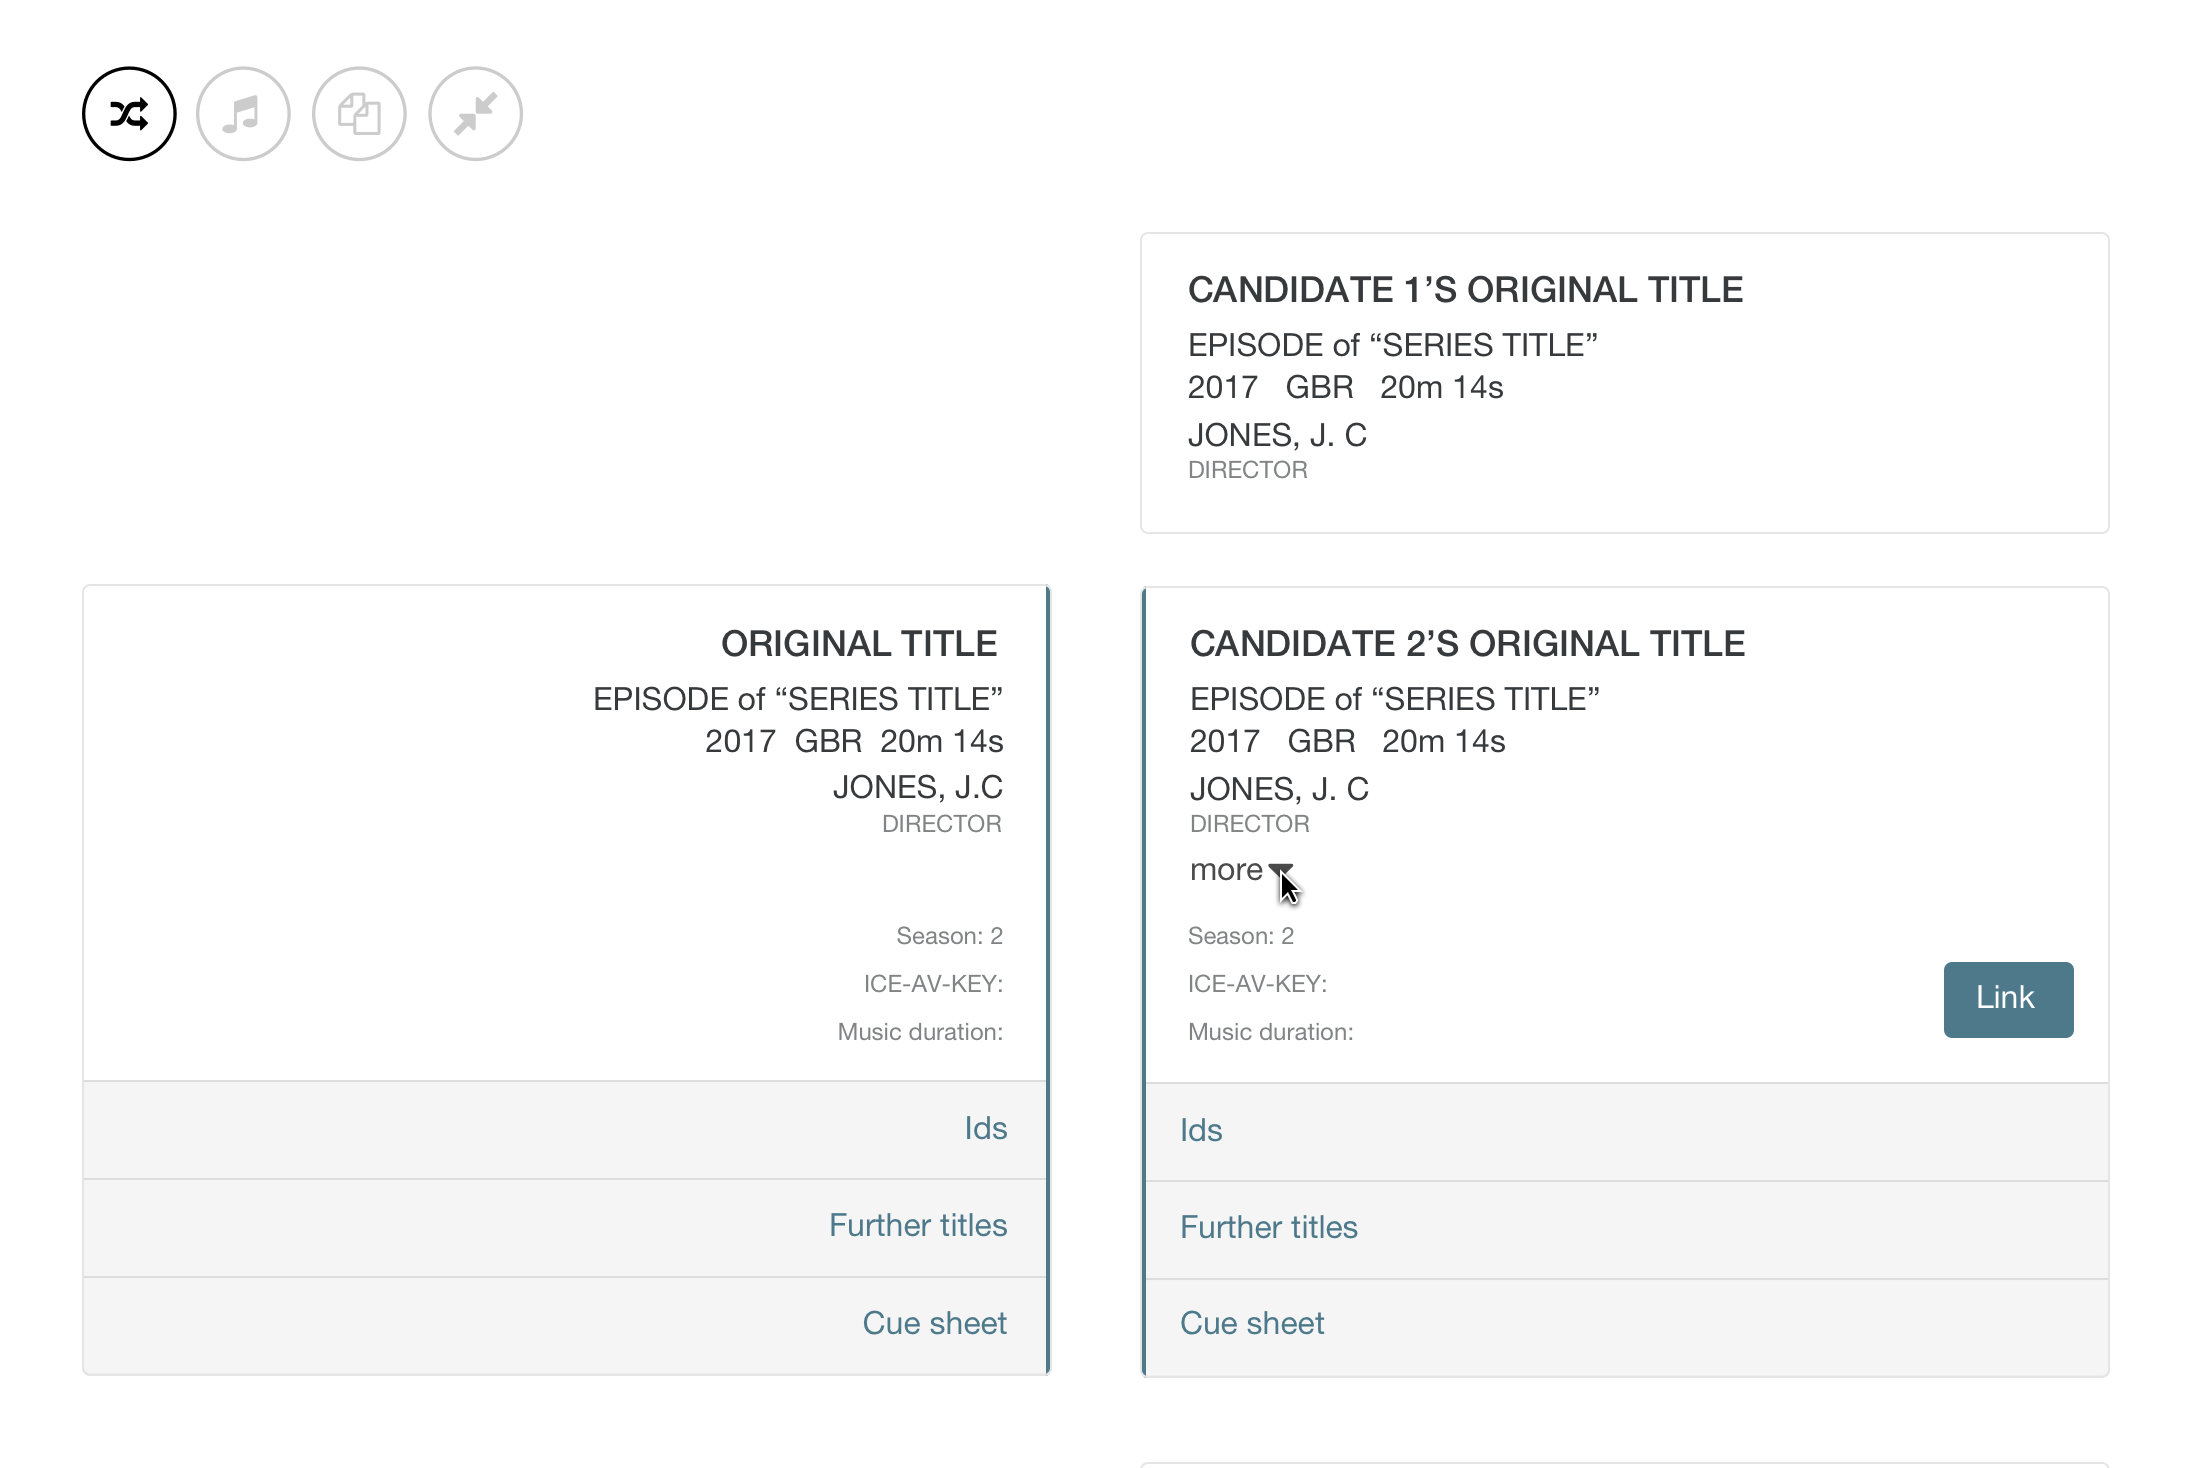 CANDIDATE 1’S ORIGINAL TITLE
EPISODE of “SERIES TITLE”
2017 GBR 20m 14s
JONES, J. C
DIRECTOR
ORIGINAL TITLE
EPISODE of “SERIES TITLE”
2017 GBR 20m 14s
JONES, J.C
DIRECTOR
Season: 2
ICE-AV-KEY:
Music duration:
Ids
Further titles
Cue sheet
CANDIDATE 2’S ORIGINAL TITLE
EPISODE of “SERIES TITLE”
2017 GBR 20m 14s
JONES, J. C
DIRECTOR
more
Season: 2
ICE-AV-KEY:
Music duration:
Link
Ids
Further titles
Cue sheet